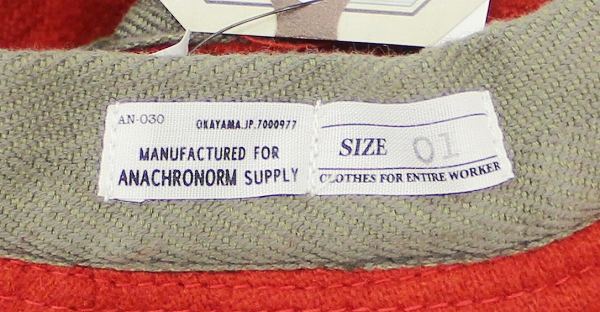 AN-030 OKAYAMA.JP.7000977
MANUFACTURED FOR
ANACHRONORM SUPPLY
SIZE 01
CLOTHES FOR ENTIRE WORKER